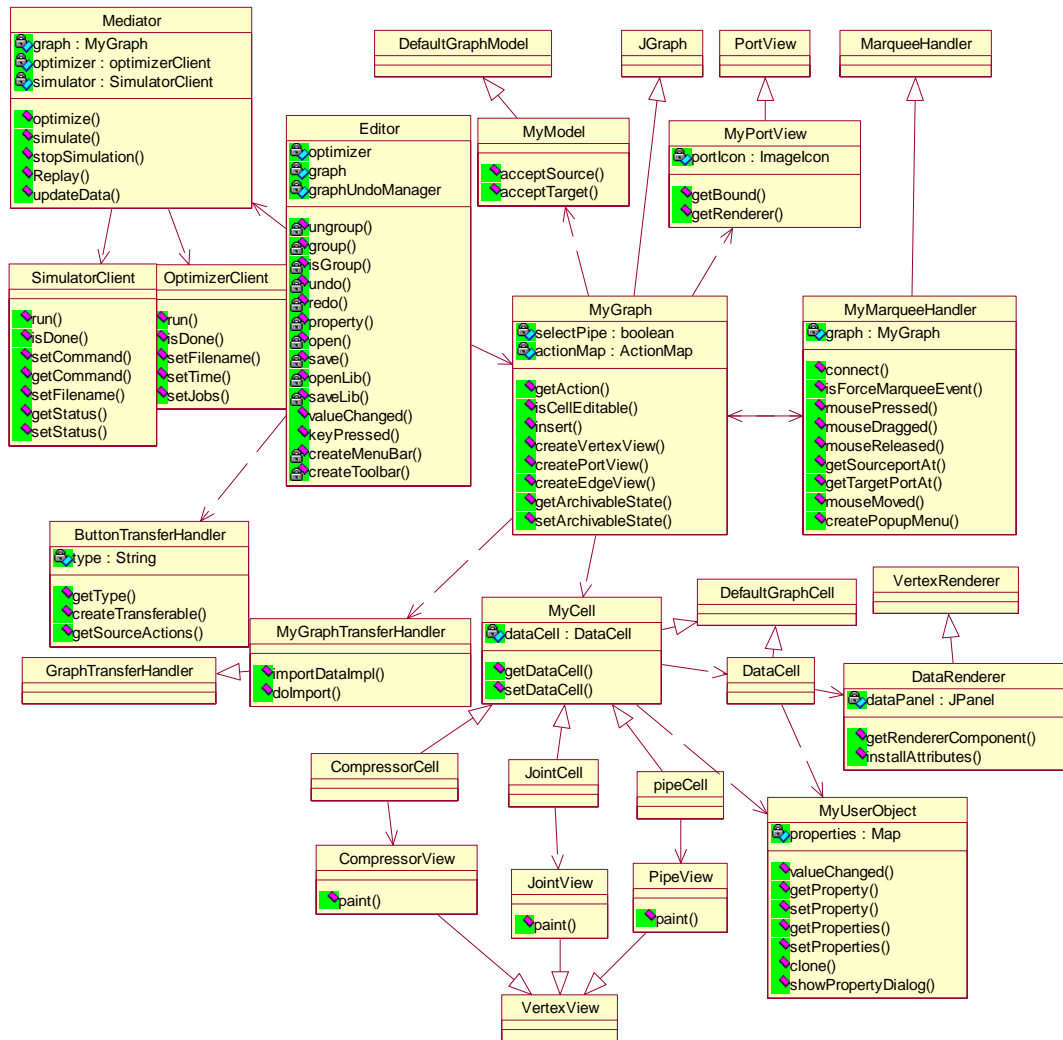 Mediator
graph : MyGraph
optimizer : optimizerClient
simulator : SimulatorClient
optimize()
simulate()
stopSimulation()
Replay()
updateData()
DefaultGraphModel
JGraph
PortView
MarqueeHandler
Editor
optimizer
graph
graphUndoManager
ungroup()
group()
isGroup()
undo()
redo()
property()
open()
save()
openLib()
saveLib()
valueChanged()
keyPressed()
createMenuBar()
createToolbar()
MyModel
acceptSource()
acceptTarget()
MyPortView
portIcon : ImageIcon
getBound()
getRenderer()
SimulatorClient
run()
isDone()
setCommand()
getCommand()
setFilename()
getStatus()
setStatus()
OptimizerClient
run()
isDone()
setFilename()
setTime()
setJobs()
MyGraph
selectPipe : boolean
actionMap : ActionMap
getAction()
isCellEditable()
insert()
createVertexView()
createPortView()
createEdgeView()
getArchivableState()
setArchivableState()
MyMarqueeHandler
graph : MyGraph
connect()
isForceMarqueeEvent()
mousePressed()
mouseDragged()
mouseReleased()
getSourceportAt()
getTargetPortAt()
mouseMoved()
createPopupMenu()
ButtonTransferHandler
type : String
getType()
createTransferable()
getSourceActions()
GraphTransferHandler
MyGraphTransferHandler
importDataImpl()
doImport()
MyCell
dataCell : DataCell
getDataCell()
setDataCell()
DefaultGraphCell
VertexRenderer
DataCell
DataRenderer
dataPanel : JPanel
getRendererComponent()
installAttributes()
CompressorCell
JointCell
pipeCell
MyUserObject
properties : Map
valueChanged()
getProperty()
setProperty()
getProperties()
setProperties()
clone()
showPropertyDialog()
CompressorView
paint()
JointView
paint()
PipeView
paint()
VertexView